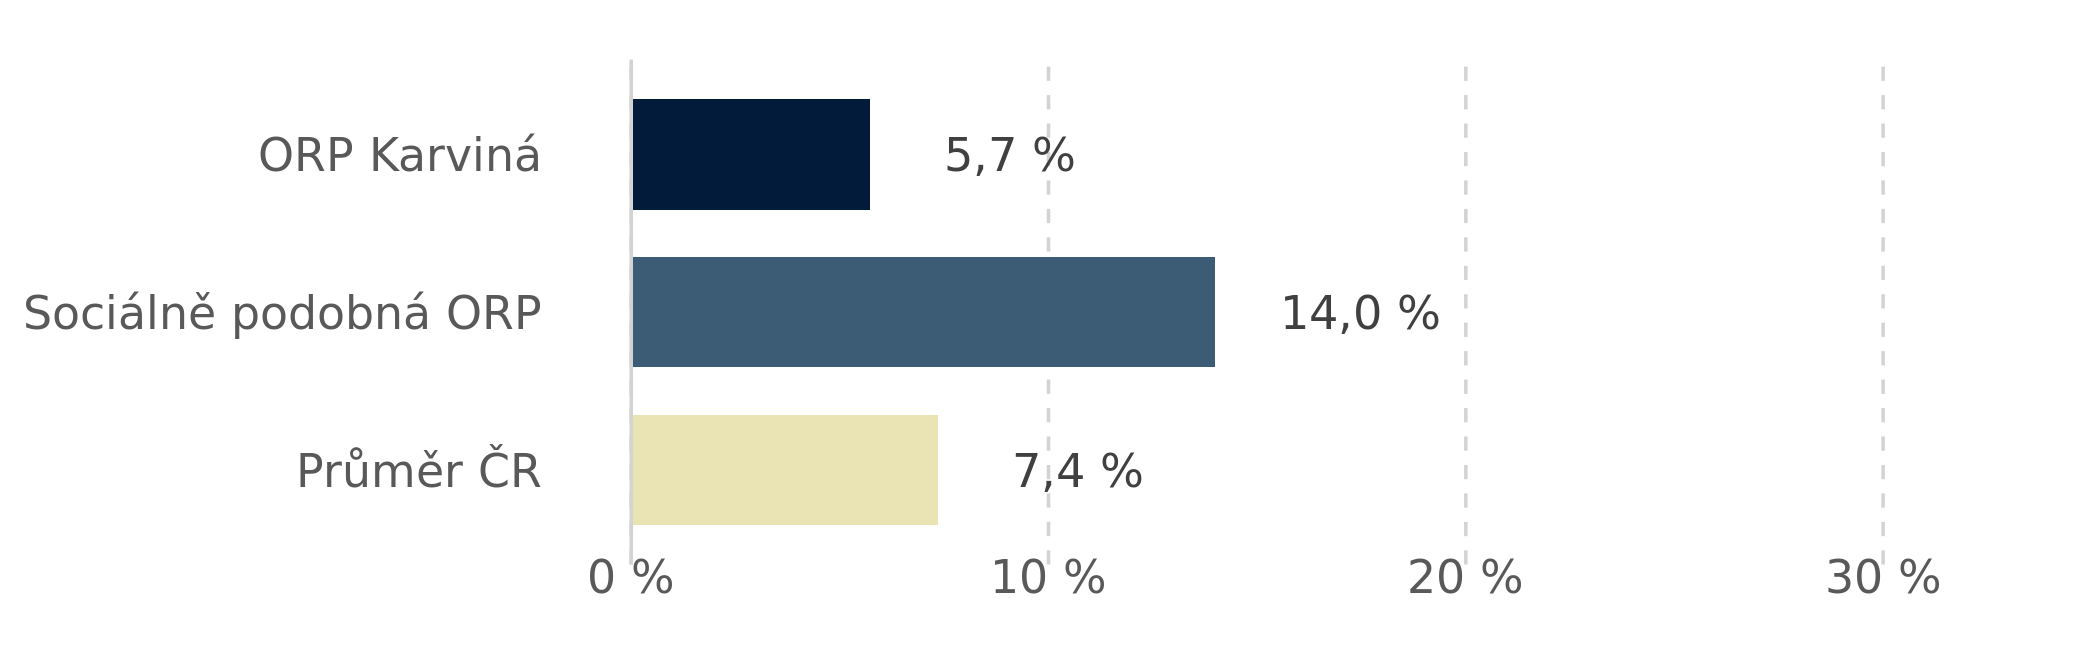 ORP Karviná 5,7 %
Sociálně podobná ORP 14,0 %
Průměr ČR 7,4 %
0 % 10 % 20 % 30 %